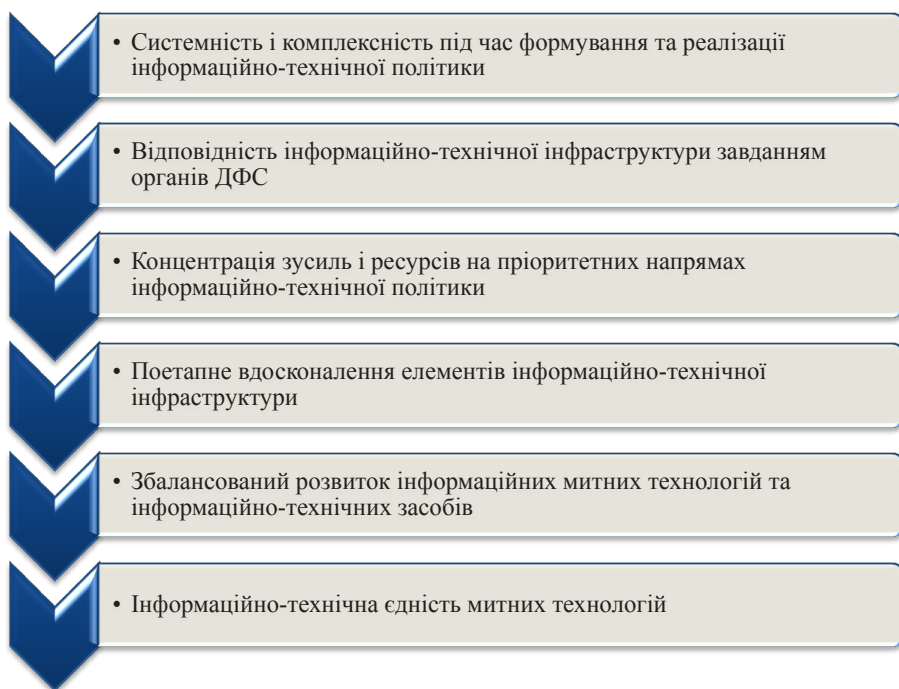 • Системність і комплексність під час формування та реалізації
інформаційно-технічної політики
• Відповідність інформаційно-технічної інфраструктури завданням
органів ДФС
• Концентрація зусиль і ресурсів на пріоритетних напрямах
інформаційно-технічної політики
• Поетапне вдосконалення елементів інформаційно-технічної
інфраструктури
• Збалансований розвиток інформаційних митних технологій та
інформаційно-технічних засобів
• Інформаційно-технічна єдність митних технологій